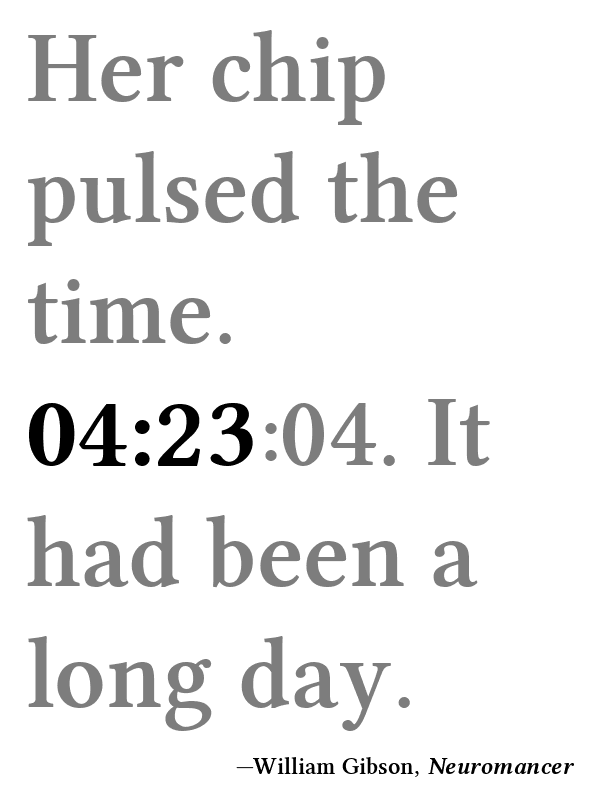 Her chip
pulsed the
time.
04:23:04. It
had been a
long day.
—William Gibson, Neuromancer